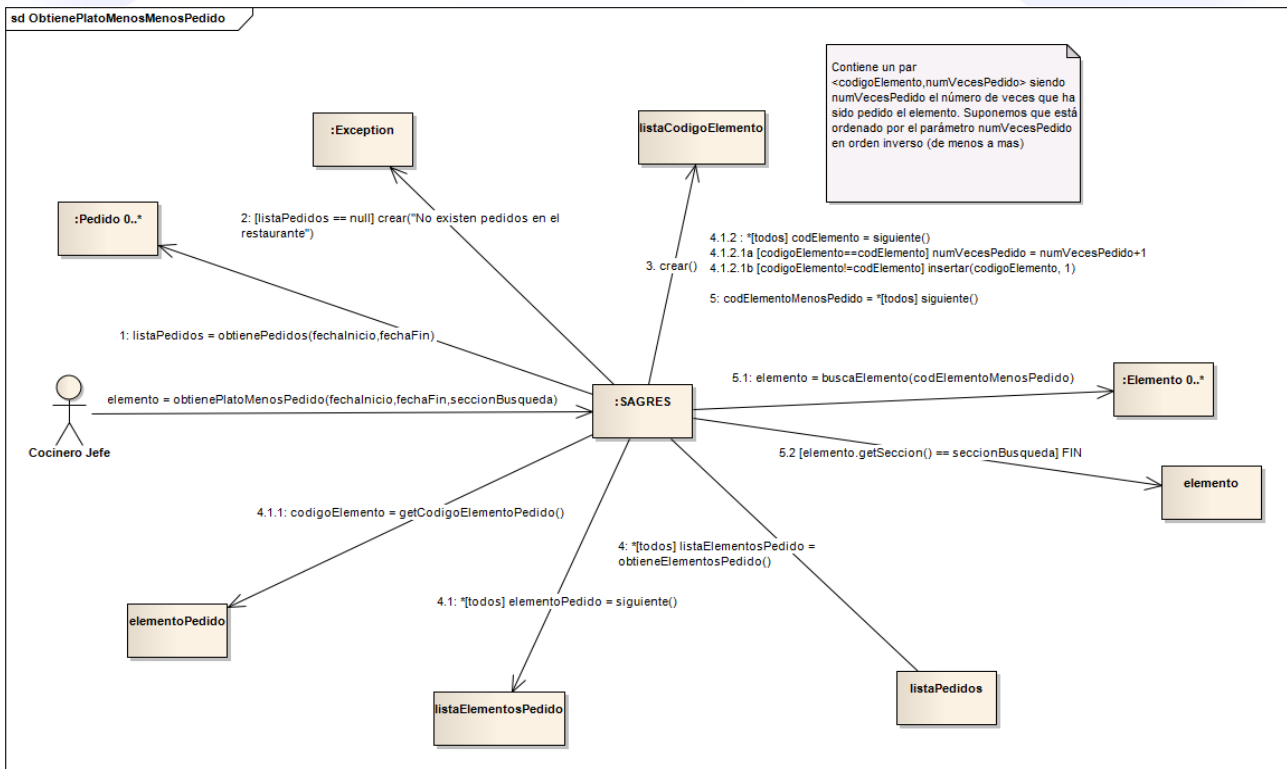 sd ObtienePlatoMenosMenosPedido
Contiene un par
<codigoElemento,numVecesPedido> siendo
numVecesPedido el número de veces que ha
sido pedido el elemento. Suponemos que está
ordenado por el parámetro numVecesPedido
en orden inverso (de menos a mas)
:Exception
listaCodigoElemento
:Pedido 0..*
2: [listaPedidos == null] crear("No existen pedidos en el
restaurante")
3. crear()
4.1.2 : *[todos] codElemento = siguiente()
4.1.2.1a [codigoElemento==codElemento] numVecesPedido = numVecesPedido+1
4.1.2.1b [codigoElemento!=codElemento] insertar(codigoElemento, 1)
5: codElementoMenosPedido = *[todos] siguiente()
1: listaPedidos = obtienePedidos(fechaInicio,fechaFin)
5.1: elemento = buscaElemento(codElementoMenosPedido)
:Elemento 0..*
elemento = obtienePlatoMenosPedido(fechaInicio,fechaFin,seccionBusqueda)
:SAGRES
Cocinero Jefe
5.2 [elemento.getSeccion() == seccionBusqueda] FIN
elemento
4.1.1: codigoElemento = getCodigoElementoPedido()
4: *[todos] listaElementosPedido =
obtieneElementosPedido()
4.1: *[todos] elementoPedido = siguiente()
elementoPedido
listaElementosPedido
listaPedidos